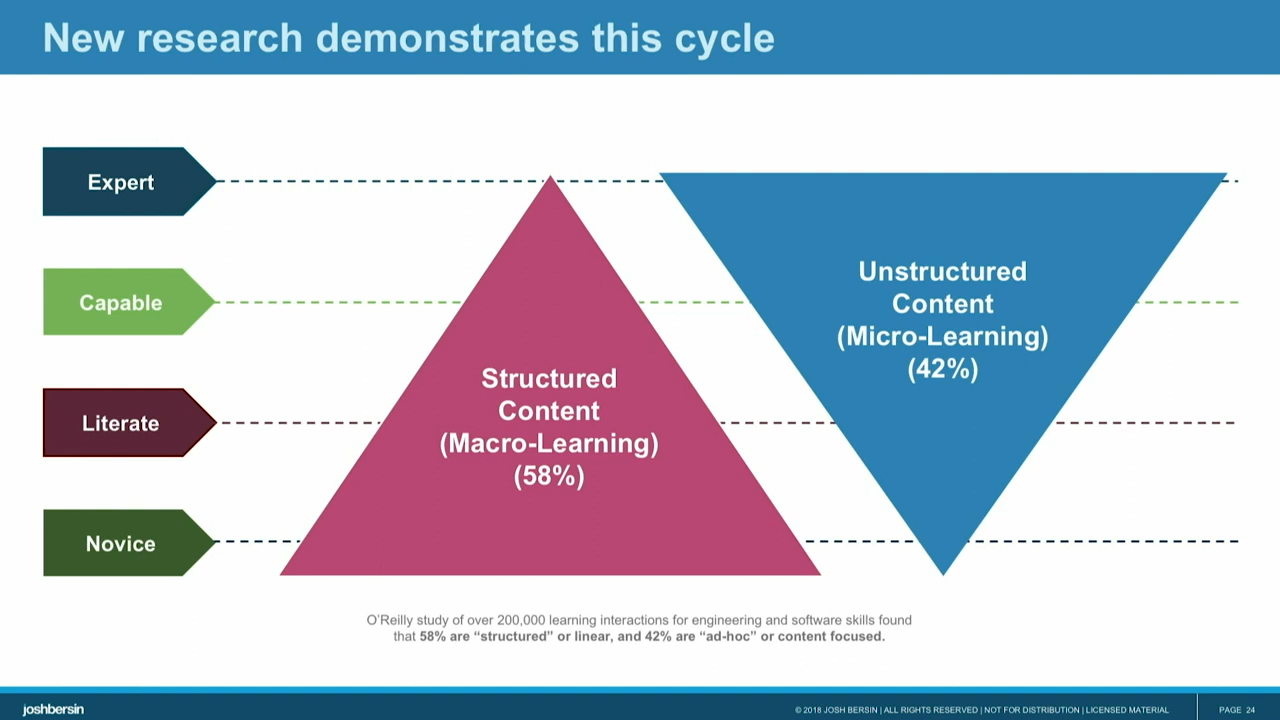 New research demonstrates this cycle
Expert
Capable
Literate
Novice
Structured
Content
(Macro-Learning)
(58%)
Unstructured
Content
(Micro-Learning)
(42%)
O’Reilly study of over 200,000 learning interactions for engineering and software skills found
that 58% are “structured” or linear, and 42% are “ad-hoc” or content focused.
joshbersin
© 2018 JOSH BERSIN | ALL RIGHTS RESERVED | NOT FOR DISTRIBUTION | LICENSED MATERIAL
PAGE 24